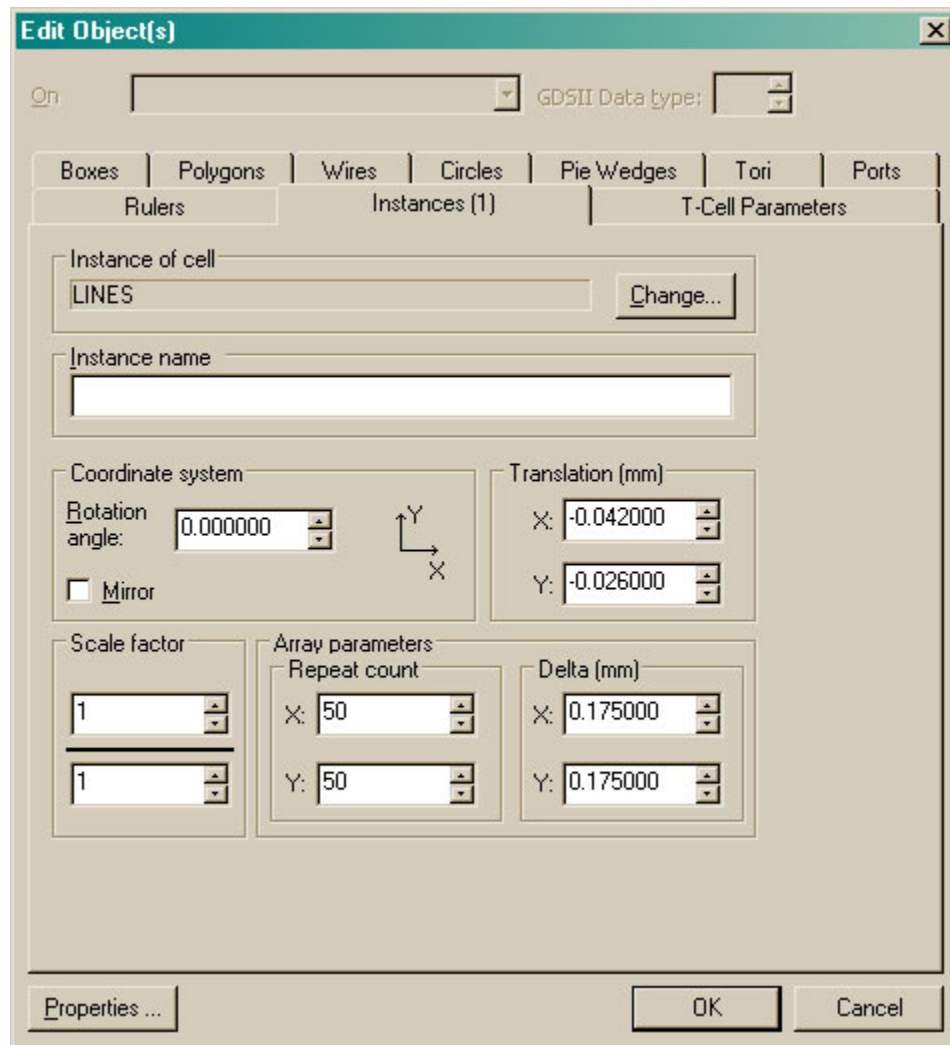 Edit Object(s)
On
GDSII Data type:
Boxes Polygons Wires Circles Pie Wedges Tori Ports
Rulers Instances (1) T-Cell Parameters
Instance of cell
LINES Change...
Instance name
Coordinate system
Rotation angle: 0.000000
Y
X
Mirror
Translation (mm)
X: -0.042000
Y: -0.026000
Scale factor
1
1
Array parameters
Repeat count
X: 50
Y: 50
Delta (mm)
X: 0.175000
Y: 0.175000
Properties ... OK Cancel